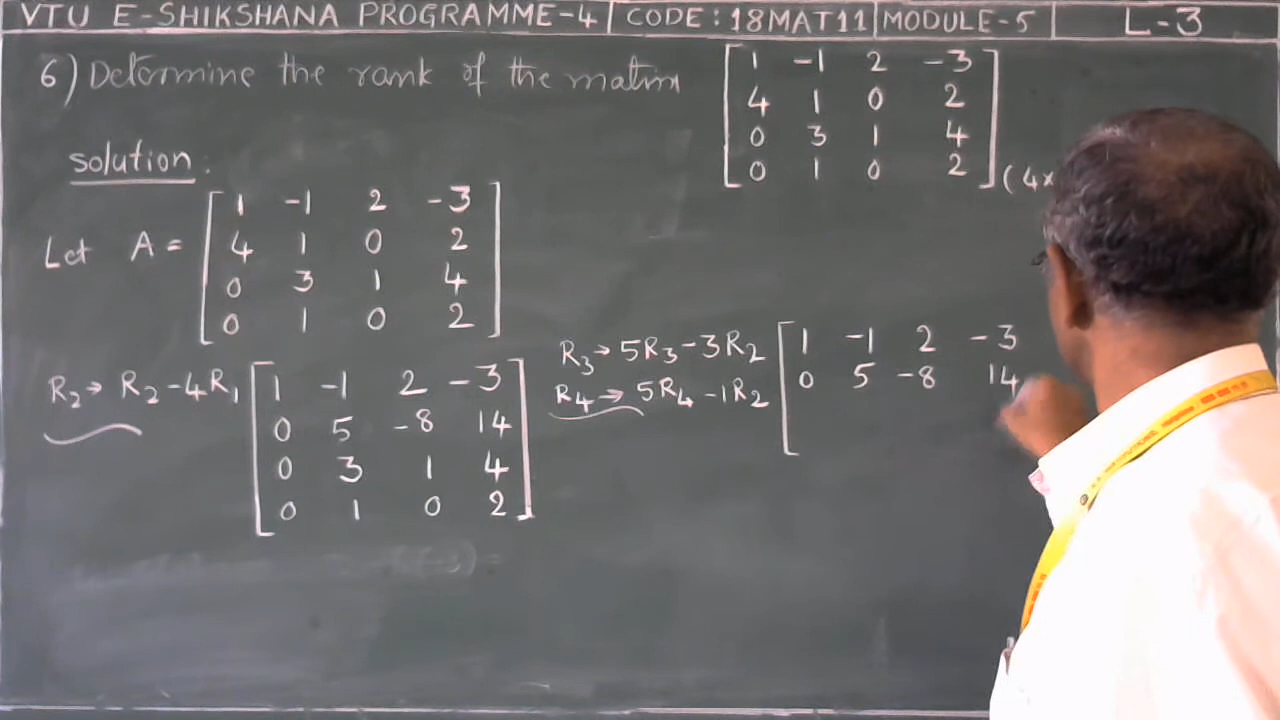 VTU E-SHIKSHANA PROGRAMME-4 CODE: 18MAT11 MODULE-5 L-3
6) Determine the rank of the matrix
1 -1 2 -3
4 1 0 2
0 3 1 4
0 1 0 2
(4×
Solution:
Let A =
1 -1 2 -3
4 1 0 2
0 3 1 4
0 1 0 2
R₂→ R₂-4R₁
1 -1 2 -3
0 5 -8 14
0 3 1 4
0 1 0 2
R₃→ 5R₃-3R₂
R₄→ 5R₄-1R₂
1 -1 2 -3
0 5 -8 14